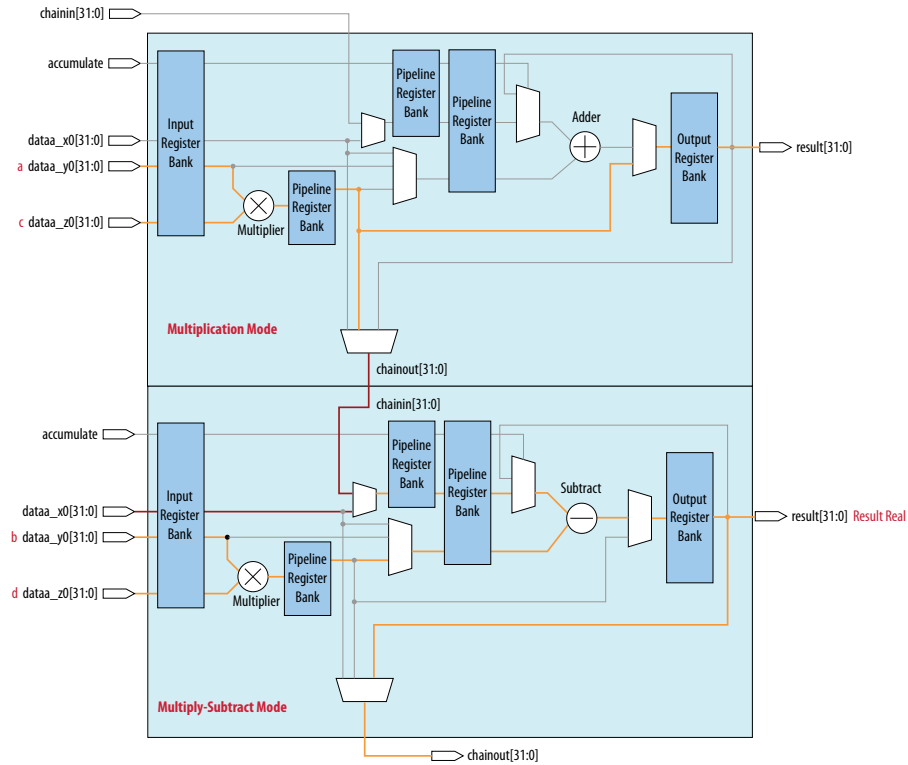 chainin[31:0]
accumulate
dataa_x0[31:0]
a dataa_y0[31:0]
c dataa_z0[31:0]
Input
Register
Bank
Multiplier
Pipeline
Register
Bank
Pipeline
Register
Bank
Pipeline
Register
Bank
Adder
Output
Register
Bank
result[31:0]
Multiplication Mode
chainout[31:0]
chainin[31:0]
accumulate
dataa_x0[31:0]
b dataa_y0[31:0]
d dataa_z0[31:0]
Input
Register
Bank
Multiplier
Pipeline
Register
Bank
Pipeline
Register
Bank
Pipeline
Register
Bank
Subtract
Output
Register
Bank
result[31:0] Result Real
Multiply-Subtract Mode
chainout[31:0]